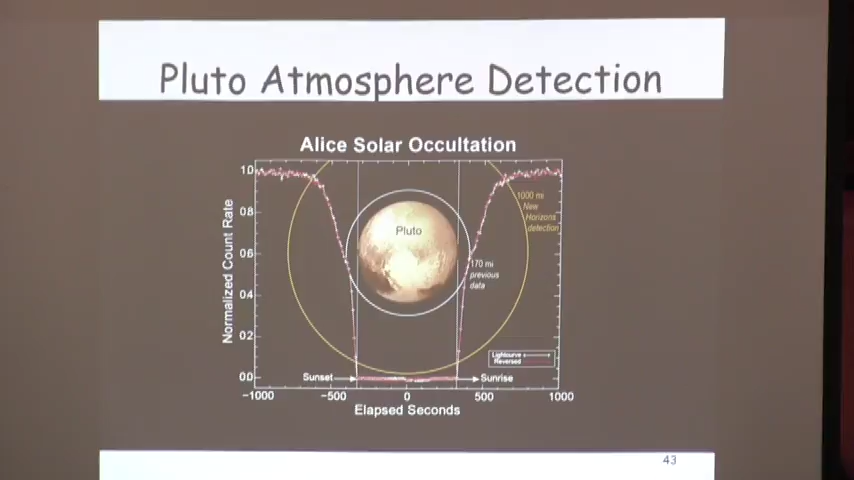 Pluto Atmosphere Detection
Alice Solar Occultation
Normalized Count Rate
1.0
0.8
0.6
0.4
0.2
0.0
Pluto
1000 mi
New
Horizons
detection
170 mi
previous
data
Lightcurve
Reversed
Sunset
Sunrise
−1000
−500
0
500
1000
Elapsed Seconds
43